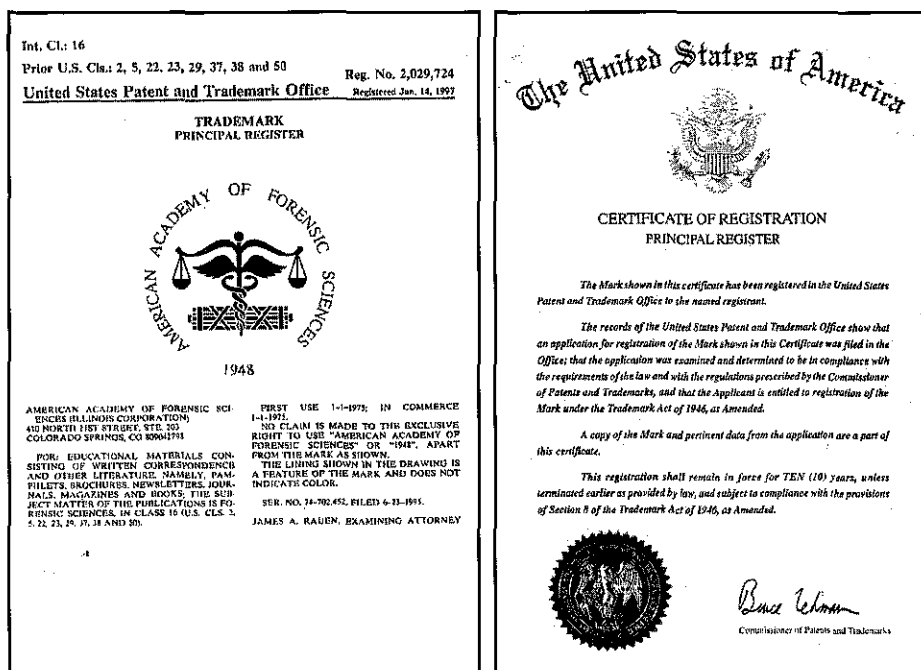 Int. Cl.: 16
Prior U.S. Cls.: 2, 5, 22, 23, 29, 37, 38 and 50
Reg. No. 2,029,724
United States Patent and Trademark Office
Registered Jan. 14, 1997
TRADEMARK
PRINCIPAL REGISTER
AMERICAN ACADEMY OF FORENSIC SCIENCES
1948
AMERICAN ACADEMY OF FORENSIC SCI-
ENCES (ILLINOIS CORPORATION)
410 NORTH 21ST STREET, STE. 203
COLORADO SPRINGS, CO
FOR: EDUCATIONAL MATERIALS CON-
SISTING OF WRITTEN CORRESPONDENCE
AND OTHER LITERATURE, NAMELY, PAM-
PHLETS, BROCHURES, NEWSLETTERS, JOUR-
NALS, MAGAZINES AND BOOKS; THE SUB-
JECT MATTER OF THE PUBLICATIONS IS FO-
RENSIC SCIENCES, IN CLASS 16 (U.S. CLS. 2,
5, 22, 23, 29, 37, 38 AND 50).
FIRST USE 1-1-1975; IN COMMERCE
1-1-1975.
NO CLAIM IS MADE TO THE EXCLUSIVE
RIGHT TO USE "AMERICAN ACADEMY OF
FORENSIC SCIENCES" OR "1948", APART
FROM THE MARK AS SHOWN.
THE LINING SHOWN IN THE DRAWING IS
A FEATURE OF THE MARK AND DOES NOT
INDICATE COLOR.
SER. NO. 74-702,452, FILED 6-23-1995.
JAMES A. RAUEN, EXAMINING ATTORNEY
The United States of America
CERTIFICATE OF REGISTRATION
PRINCIPAL REGISTER
The Mark shown in this certificate has been registered in the United States
Patent and Trademark Office to the named registrant.
The records of the United States Patent and Trademark Office show that
an application for registration of the Mark shown in this Certificate was filed in the
Office; that the application was examined and determined to be in compliance with
the requirements of the law and with the regulations prescribed by the Commissioner
of Patents and Trademarks, and that the Applicant is entitled to registration of the
Mark under the Trademark Act of 1946, as Amended.
A copy of the Mark and pertinent data from the application are a part of
this certificate.
This registration shall remain in force for TEN (10) years, unless
terminated earlier as provided by law, and subject to compliance with the provisions
of Section 8 of the Trademark Act of 1946, as Amended.
Bruce Lehman
Commissioner of Patents and Trademarks